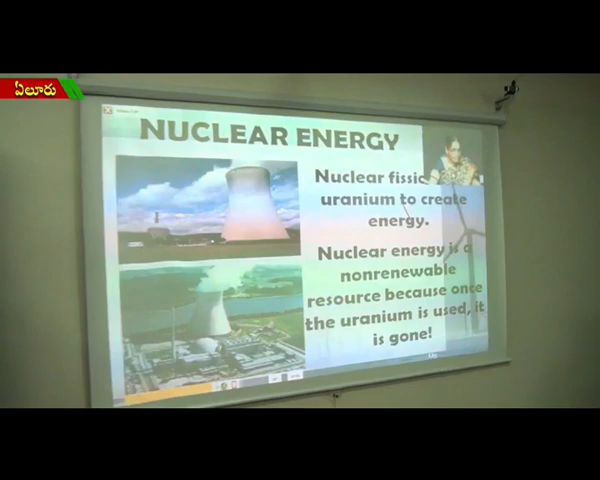 ఏలూరు
NUCLEAR ENERGY
Nuclear fissic
uranium to create
energy.
Nuclear energy is a
nonrenewable
resource because once
the uranium is used, it
is gone!